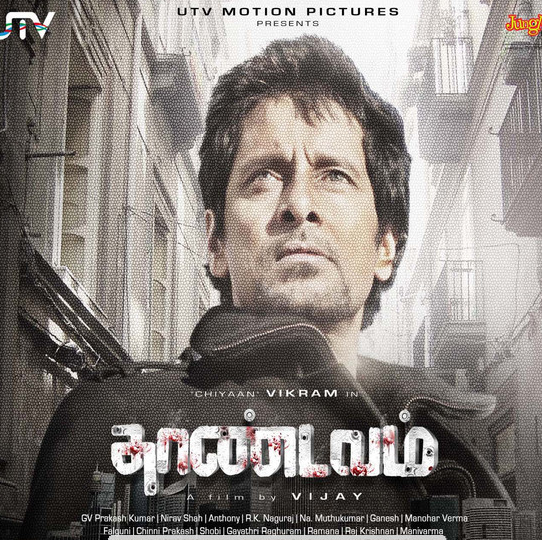 UTV
UTV MOTION PICTURES
PRESENTS
'CHIYAAN' VIKRAM IN
தாண்டவம்
A film by VIJAY
GV Prakash Kumar | Nirav Shah | Anthony | R.K. Naguraj | Na. Muthukumar | Ganesh | Manohar Verma
Falguni | Chinni Prakash | Shobi | Gayathri Raghuram | Ramana | Raj Krishnan | Manivarma